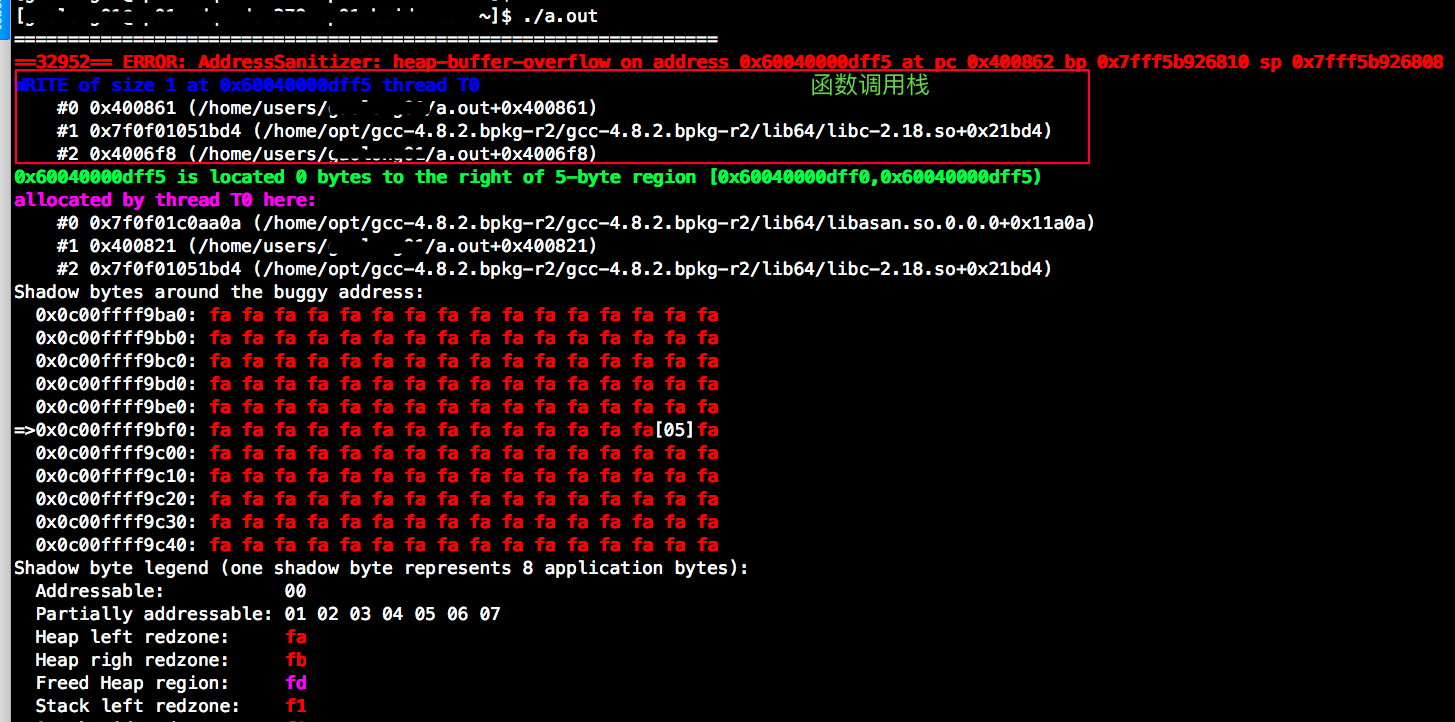 ~]$ ./a.out
=================================================================
==32952== ERROR: AddressSanitizer: heap-buffer-overflow on address 0x60040000dff5 at pc 0x400862 bp 0x7fff5b926810 sp 0x7fff5b926808
WRITE of size 1 at 0x60040000dff5 thread T0 函数调用栈
#0 0x400861 (/home/users/ /a.out+0x400861)
#1 0x7f0f01051bd4 (/home/opt/gcc-4.8.2.bpkg-r2/gcc-4.8.2.bpkg-r2/lib64/libc-2.18.so+0x21bd4)
#2 0x4006f8 (/home/users/ /a.out+0x4006f8)
0x60040000dff5 is located 0 bytes to the right of 5-byte region [0x60040000dff0,0x60040000dff5)
allocated by thread T0 here:
#0 0x7f0f01c0aa0a (/home/opt/gcc-4.8.2.bpkg-r2/gcc-4.8.2.bpkg-r2/lib64/libasan.so.0.0.0+0x11a0a)
#1 0x400821 (/home/users/ /a.out+0x400821)
#2 0x7f0f01051bd4 (/home/opt/gcc-4.8.2.bpkg-r2/gcc-4.8.2.bpkg-r2/lib64/libc-2.18.so+0x21bd4)
Shadow bytes around the buggy address:
0x0c00ffff9ba0: fa fa fa fa fa fa fa fa fa fa fa fa fa fa fa fa
0x0c00ffff9bb0: fa fa fa fa fa fa fa fa fa fa fa fa fa fa fa fa
0x0c00ffff9bc0: fa fa fa fa fa fa fa fa fa fa fa fa fa fa fa fa
0x0c00ffff9bd0: fa fa fa fa fa fa fa fa fa fa fa fa fa fa fa fa
0x0c00ffff9be0: fa fa fa fa fa fa fa fa fa fa fa fa fa fa fa fa
=>0x0c00ffff9bf0: fa fa fa fa fa fa fa fa fa fa fa fa fa fa[05]fa
0x0c00ffff9c00: fa fa fa fa fa fa fa fa fa fa fa fa fa fa fa fa
0x0c00ffff9c10: fa fa fa fa fa fa fa fa fa fa fa fa fa fa fa fa
0x0c00ffff9c20: fa fa fa fa fa fa fa fa fa fa fa fa fa fa fa fa
0x0c00ffff9c30: fa fa fa fa fa fa fa fa fa fa fa fa fa fa fa fa
0x0c00ffff9c40: fa fa fa fa fa fa fa fa fa fa fa fa fa fa fa fa
Shadow byte legend (one shadow byte represents 8 application bytes):
Addressable: 00
Partially addressable: 01 02 03 04 05 06 07
Heap left redzone: fa
Heap righ redzone: fb
Freed Heap region: fd
Stack left redzone: f1